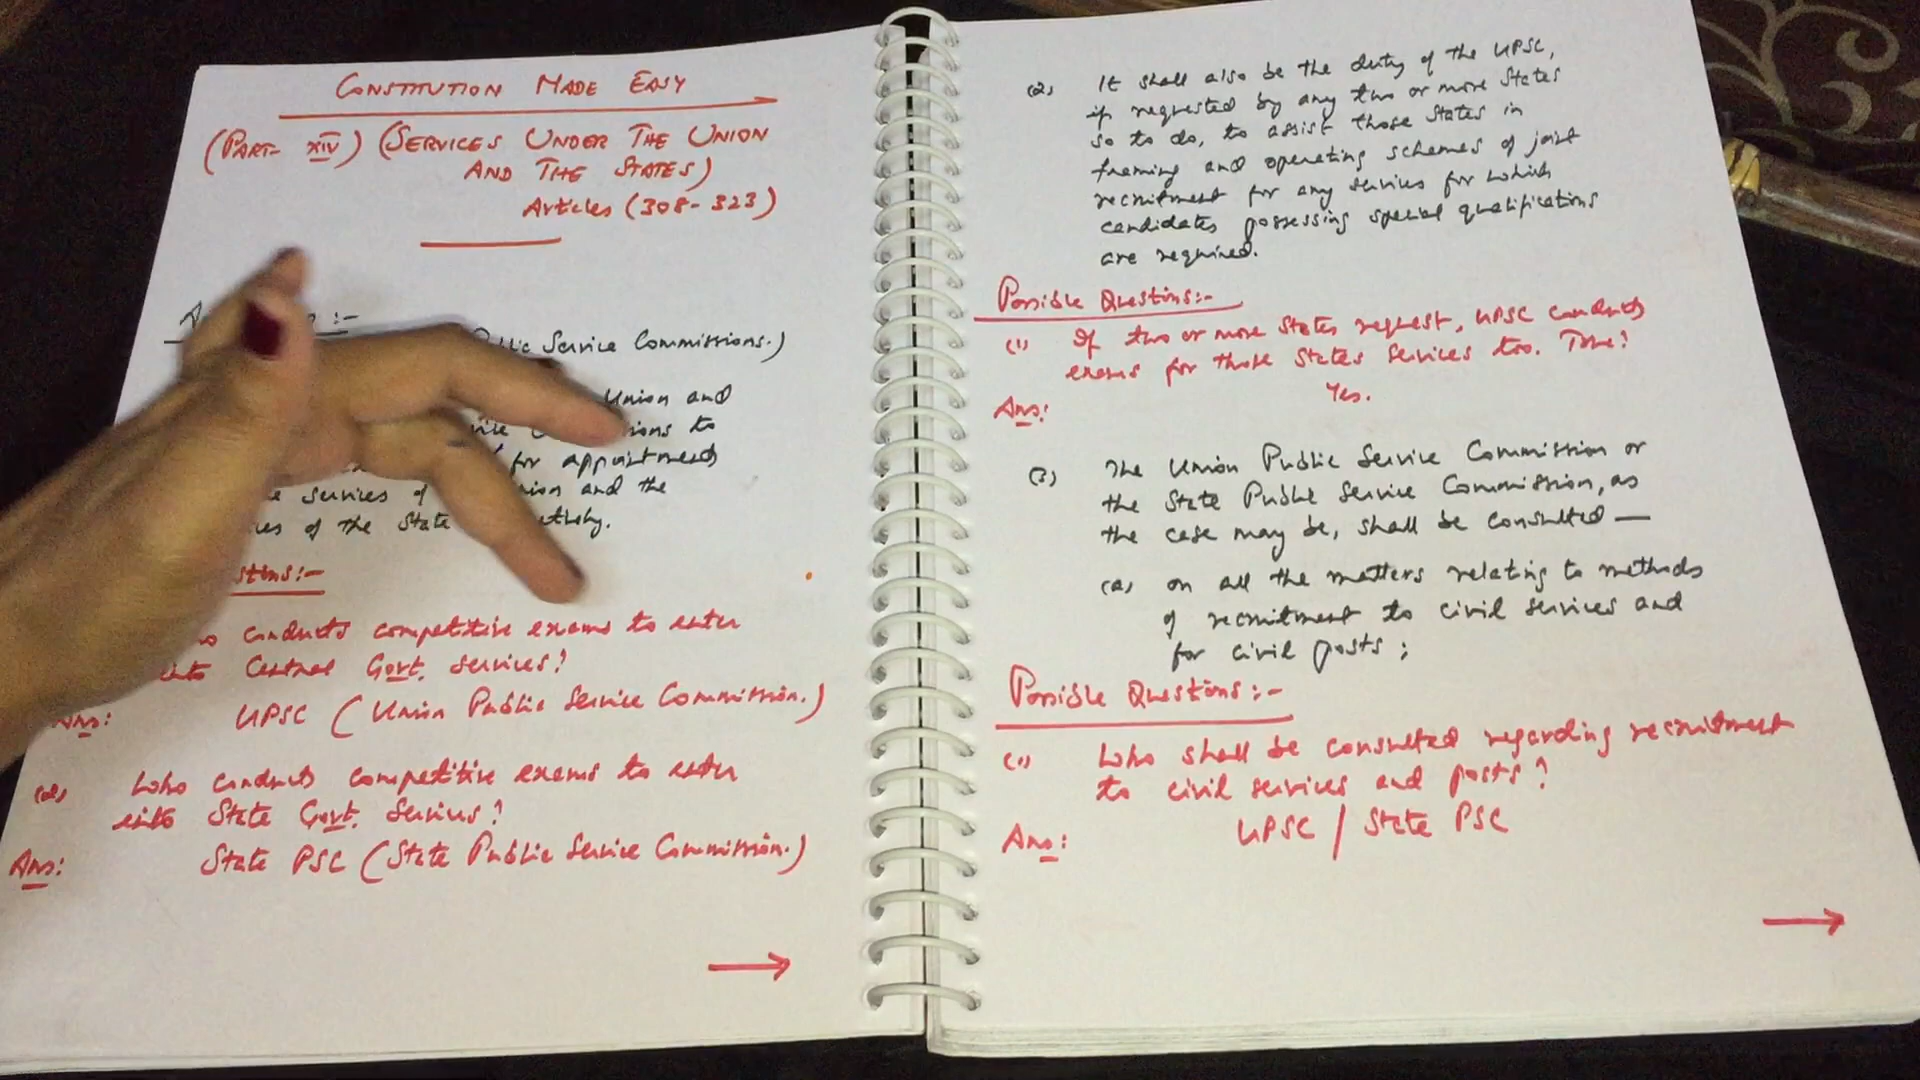 CONSTITUTION MADE EASY
(PART- XIV) (SERVICES UNDER THE UNION
AND THE STATES)
Articles (308-323)
:-
Service Commissions.)
Union and
to
for appointments
services of and the
of the State
:-
conducts competitive exams to enter
into Central Govt. services?
Ans: UPSC (Union Public Service Commission.)
(2) Who conducts competitive exams to enter
into State Govt. Services?
Ans: State PSC (State Public Service Commission.)
(2) It shall also be the duty of the UPSC,
if requested by any two or more States
so to do, to assist those States in
framing and operating schemes of joint
recruitment for any services for which
candidates possessing special qualifications
are required.
Possible Questions:-
(1) If two or more States request, UPSC conducts
exams for those States Services too. True?
Ans: Yes.
(3) The Union Public Service Commission or
the State Public Service Commission, as
the case may be, shall be consulted —
(a) on all the matters relating to methods
of recruitment to civil services and
for civil posts;
Possible Questions:-
(1) Who shall be consulted regarding recruitment
to civil services and posts?
Ans: UPSC / State PSC